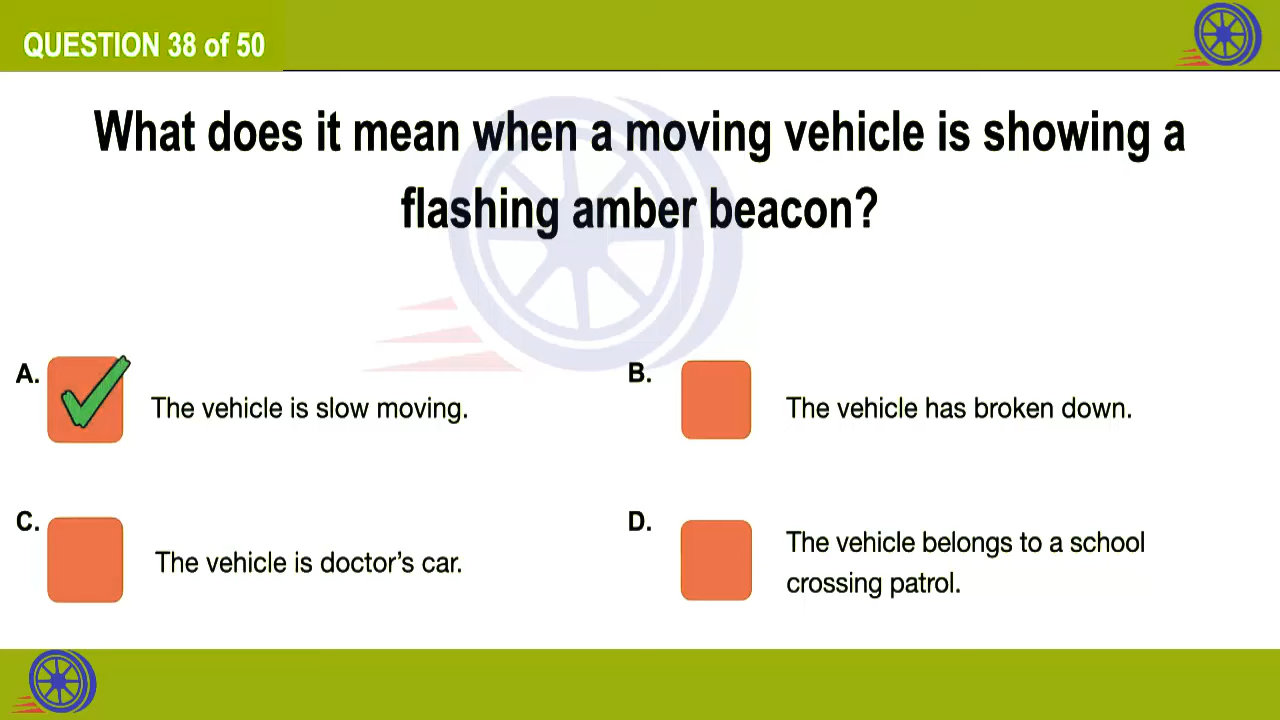 QUESTION 38 of 50
What does it mean when a moving vehicle is showing a
flashing amber beacon?
A.
The vehicle is slow moving.
B.
The vehicle has broken down.
C.
The vehicle is doctor’s car.
D.
The vehicle belongs to a school
crossing patrol.